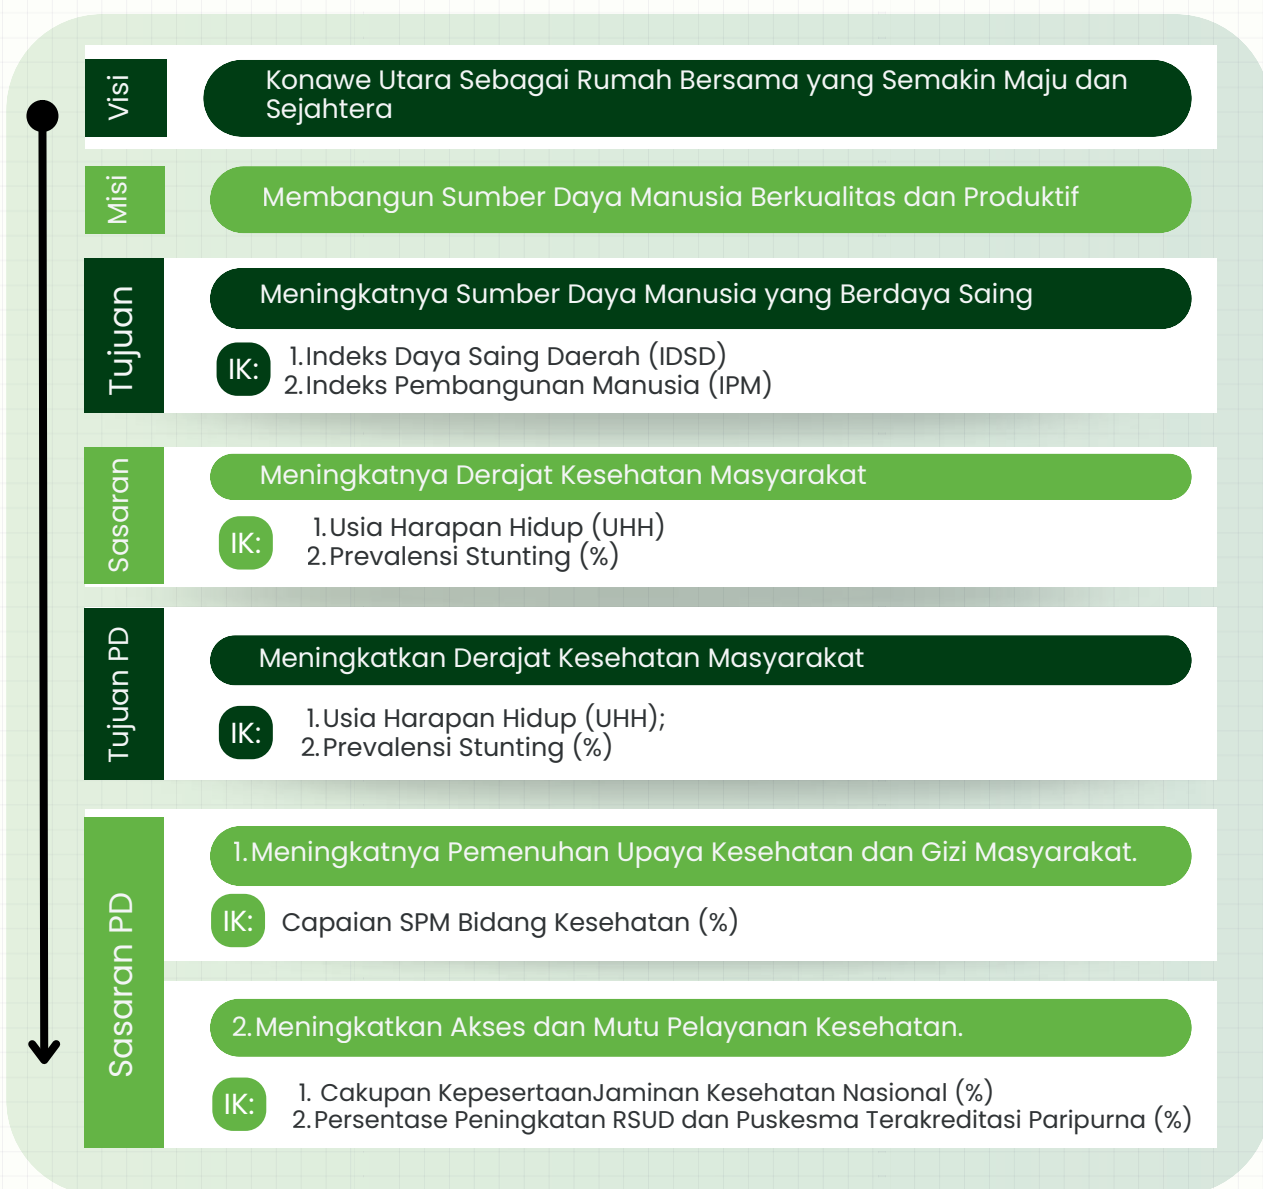 Visi
Konawe Utara Sebagai Rumah Bersama yang Semakin Maju dan
Sejahtera
Misi
Membangun Sumber Daya Manusia Berkualitas dan Produktif
Tujuan
Meningkatnya Sumber Daya Manusia yang Berdaya Saing
IK:
1.Indeks Daya Saing Daerah (IDSD)
2.Indeks Pembangunan Manusia (IPM)
Sasaran
Meningkatnya Derajat Kesehatan Masyarakat
IK:
1.Usia Harapan Hidup (UHH)
2.Prevalensi Stunting (%)
Tujuan PD
Meningkatkan Derajat Kesehatan Masyarakat
IK:
1.Usia Harapan Hidup (UHH);
2.Prevalensi Stunting (%)
Sasaran PD
1.Meningkatnya Pemenuhan Upaya Kesehatan dan Gizi Masyarakat.
IK:
Capaian SPM Bidang Kesehatan (%)
2.Meningkatkan Akses dan Mutu Pelayanan Kesehatan.
IK:
1. Cakupan KepesertaanJaminan Kesehatan Nasional (%)
2.Persentase Peningkatan RSUD dan Puskesma Terakreditasi Paripurna (%)